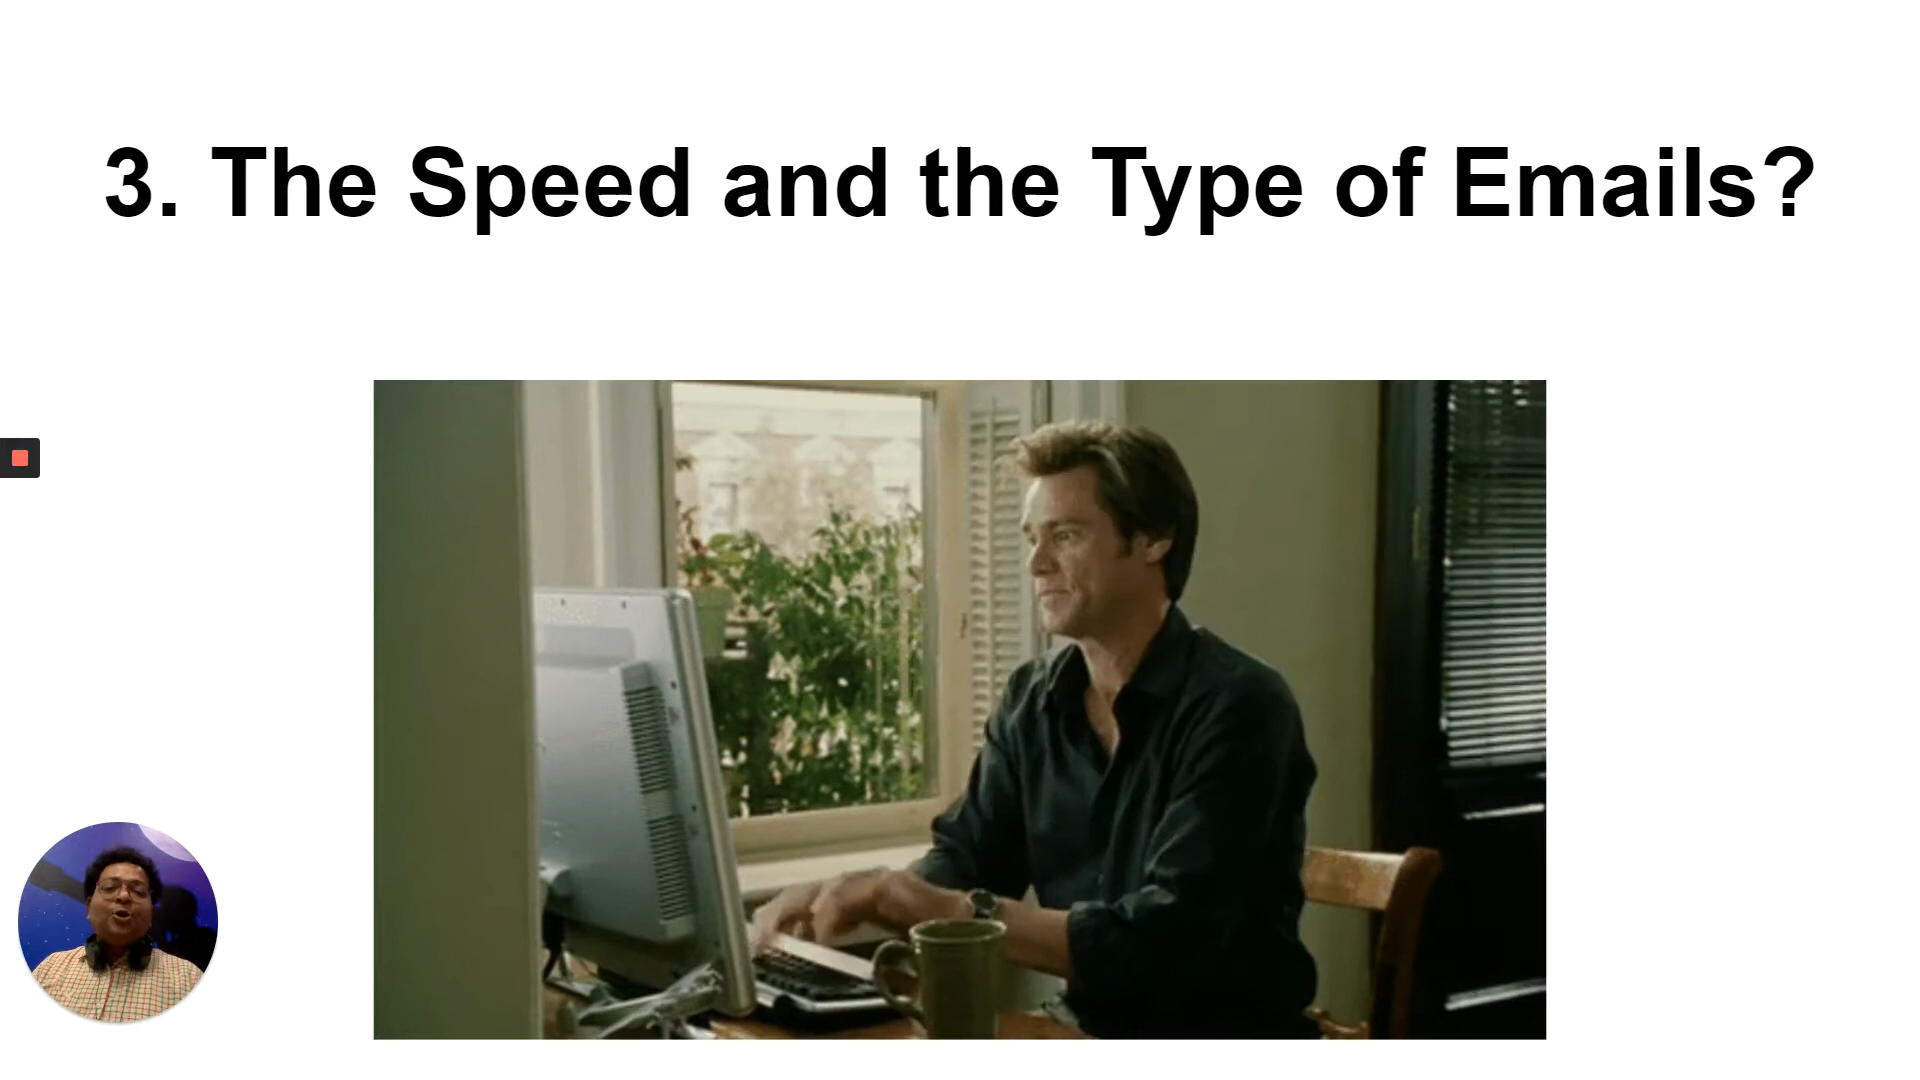 3. The Speed and the Type of Emails?